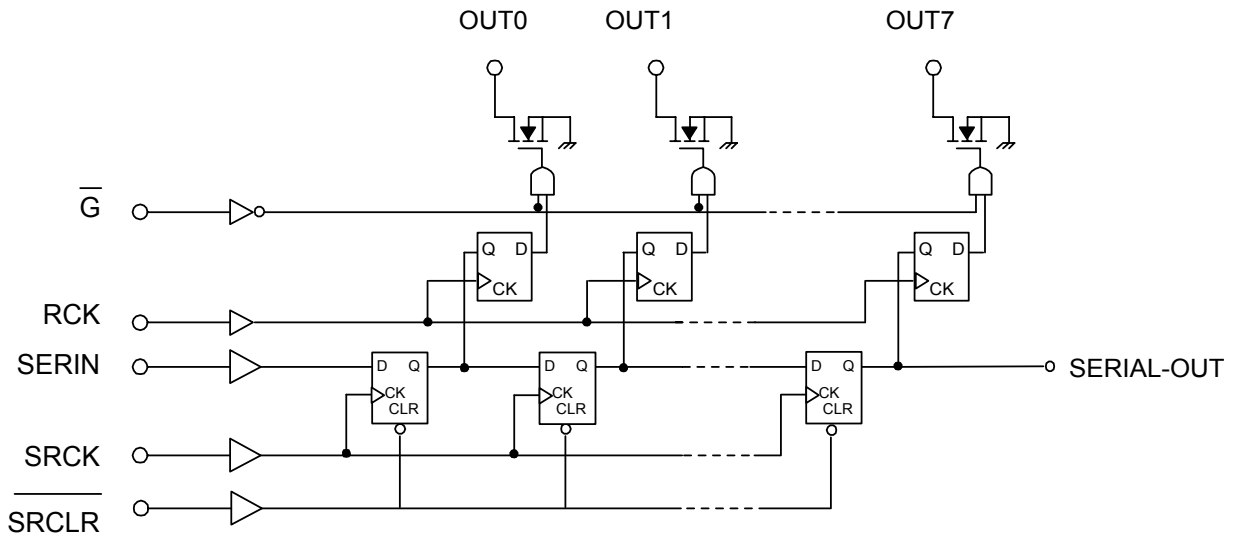 OUT0 OUT1 OUT7
G
Q D Q D Q D
CK CK CK
RCK
SERIN
D Q D Q D Q
SERIAL-OUT
CK CK CK
CLR CLR CLR
SRCK
SRCLR